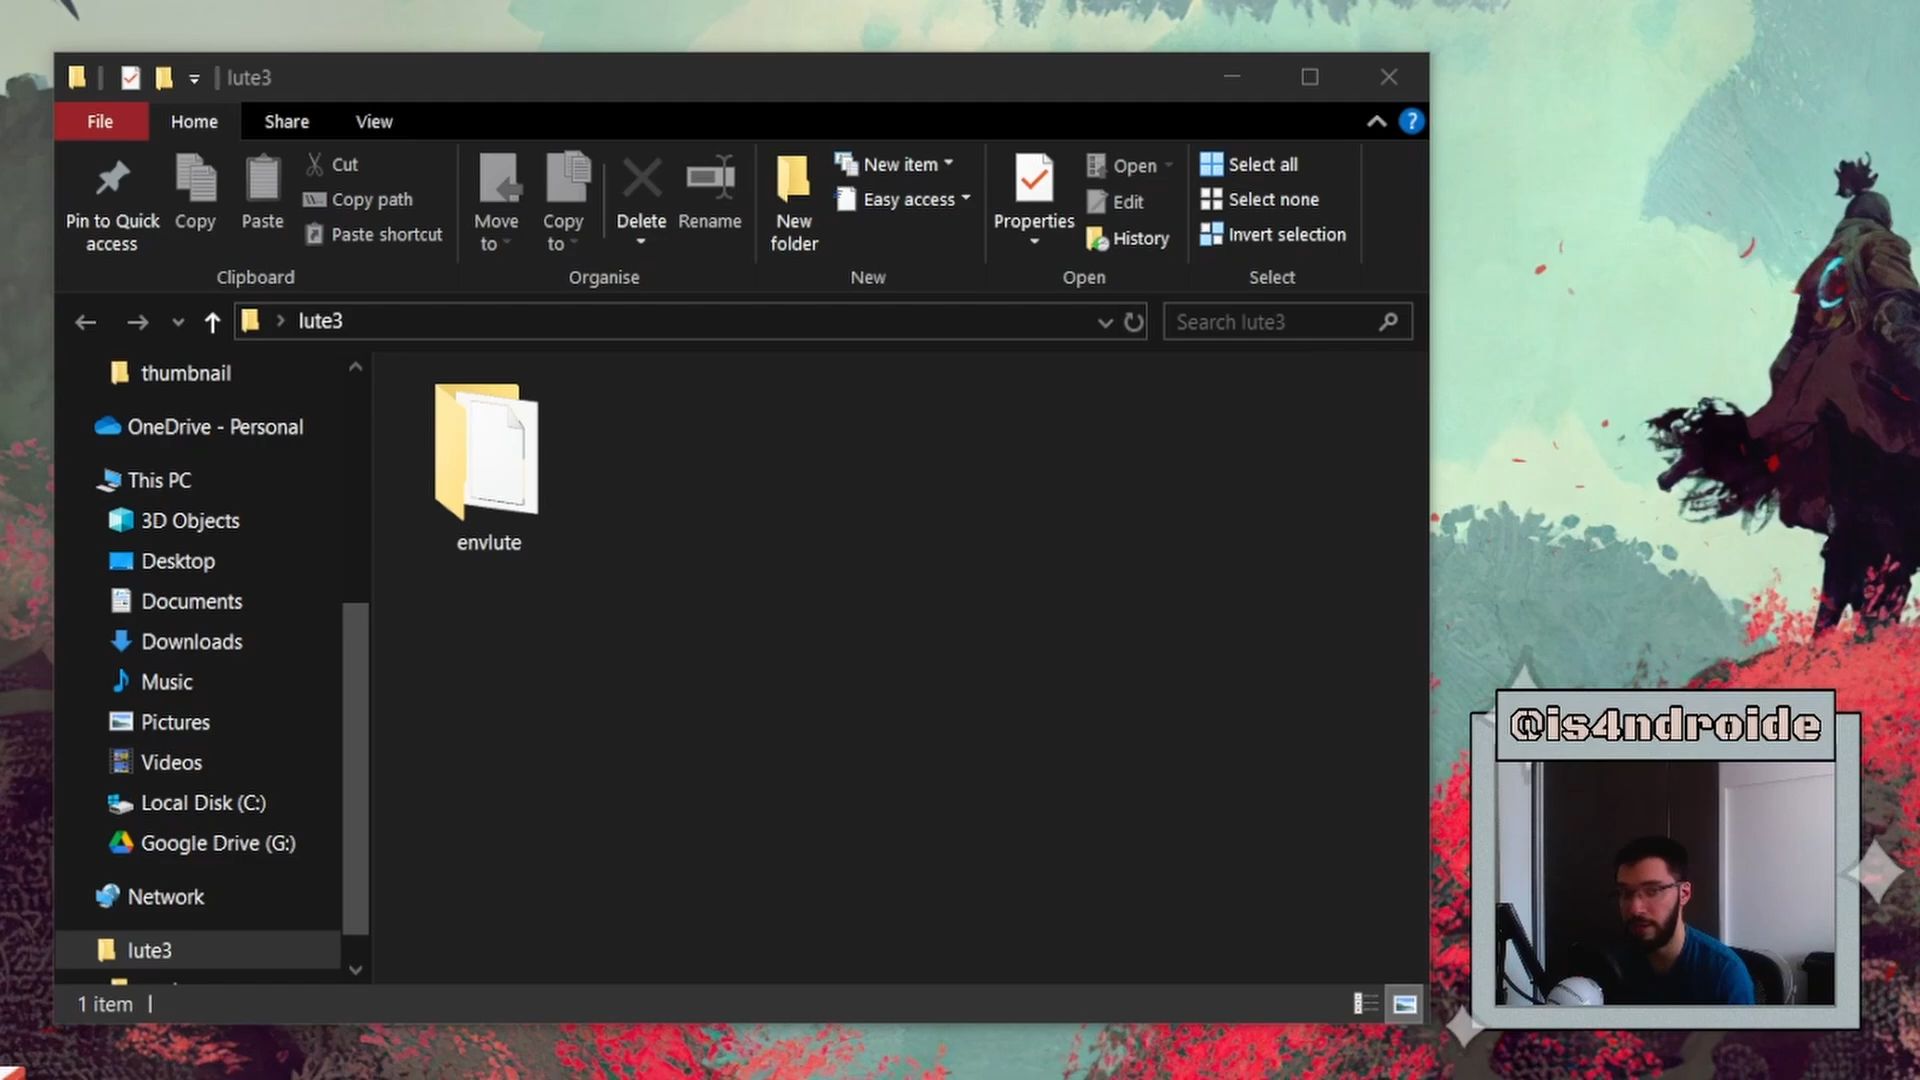 lute3
File
Home
Share
View
?
Pin to Quick access
Copy
Paste
Cut
Copy path
Paste shortcut
Clipboard
Move to
Copy to
Delete
Rename
Organise
New folder
New item
Easy access
New
Properties
Open
Edit
History
Open
Select all
Select none
Invert selection
Select
lute3
Search lute3
thumbnail
OneDrive - Personal
This PC
3D Objects
Desktop
Documents
Downloads
Music
Pictures
Videos
Local Disk (C:)
Google Drive (G:)
Network
lute3
envlute
1 item
@is4ndroide